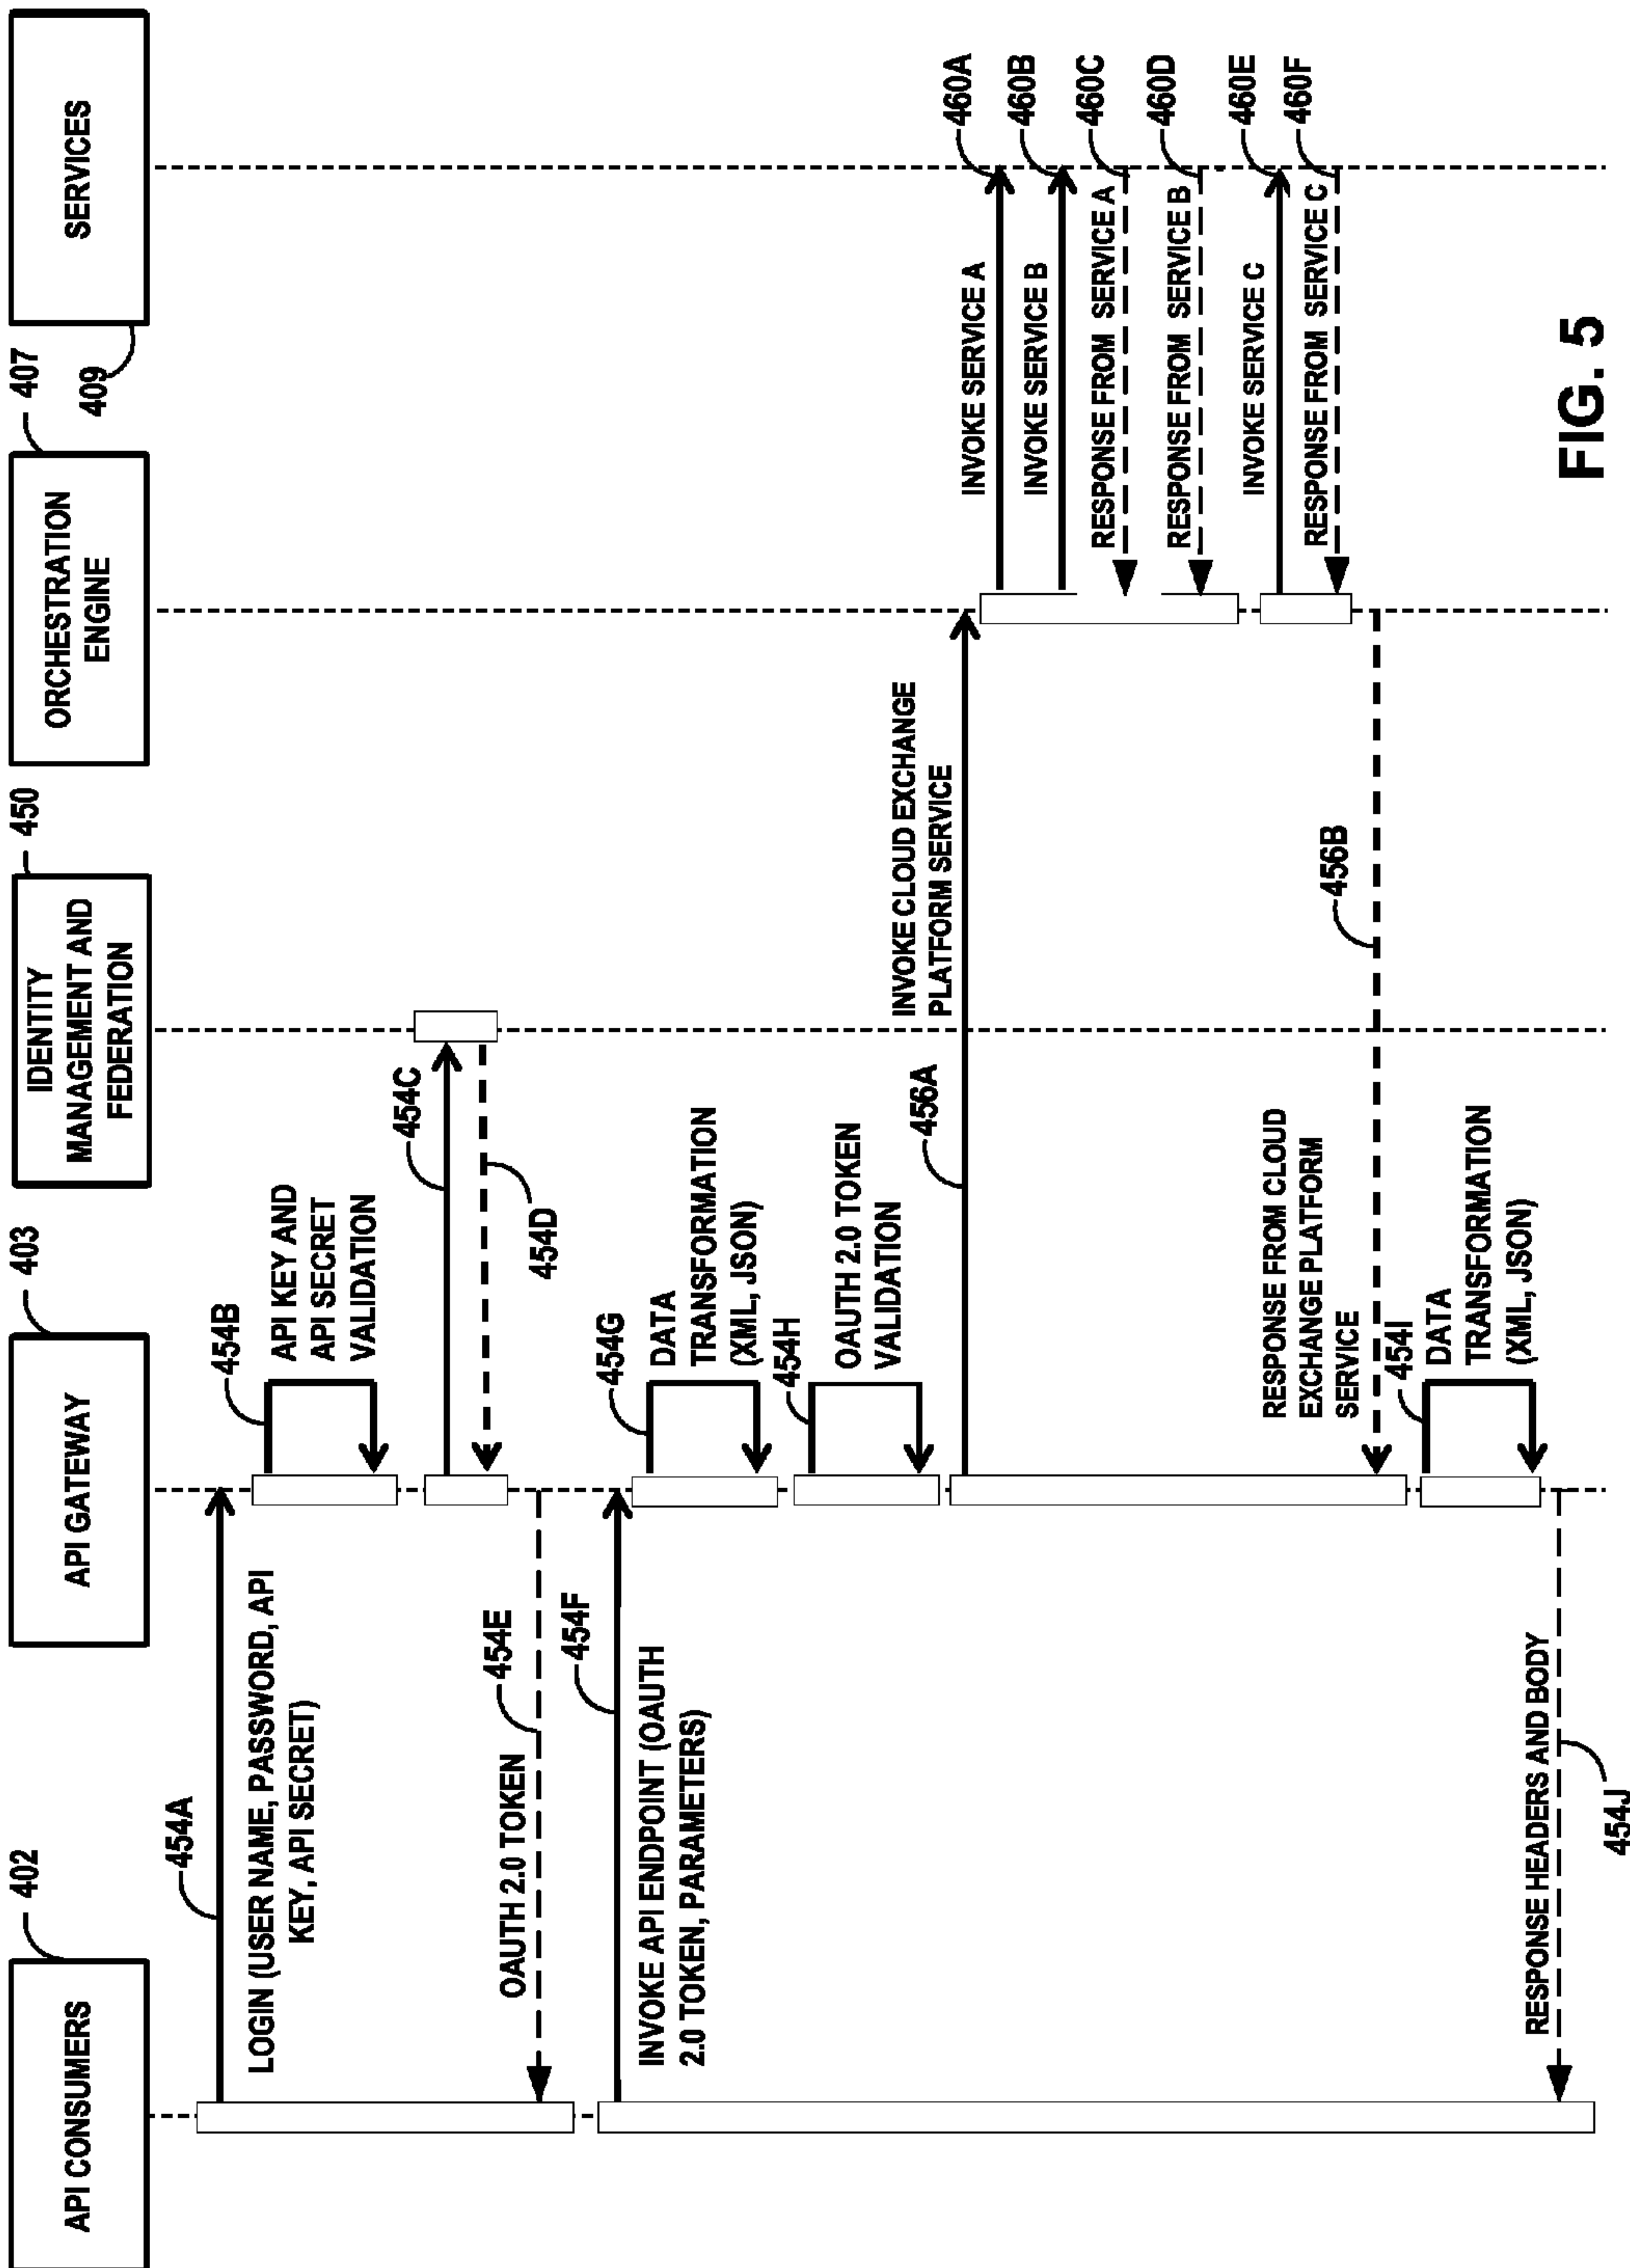 API CONSUMERS
402
API GATEWAY
403
IDENTITY
MANAGEMENT AND
FEDERATION
450
ORCHESTRATION
ENGINE
407
SERVICES
409
454A
LOGIN (USER NAME, PASSWORD, API
KEY, API SECRET)
454B
API KEY AND
API SECRET
VALIDATION
454C
454D
454E
OAUTH 2.0 TOKEN
454F
INVOKE API ENDPOINT (OAUTH
2.0 TOKEN, PARAMETERS)
454G
DATA
TRANSFORMATION
(XML, JSON)
454H
OAUTH 2.0 TOKEN
VALIDATION
456A
INVOKE CLOUD EXCHANGE
PLATFORM SERVICE
INVOKE SERVICE A
460A
INVOKE SERVICE B
460B
RESPONSE FROM SERVICE A
460C
RESPONSE FROM SERVICE B
460D
INVOKE SERVICE C
460E
RESPONSE FROM SERVICE C
460F
RESPONSE FROM CLOUD
EXCHANGE PLATFORM
SERVICE
456B
454I
DATA
TRANSFORMATION
(XML, JSON)
RESPONSE HEADERS AND BODY
454J
FIG. 5